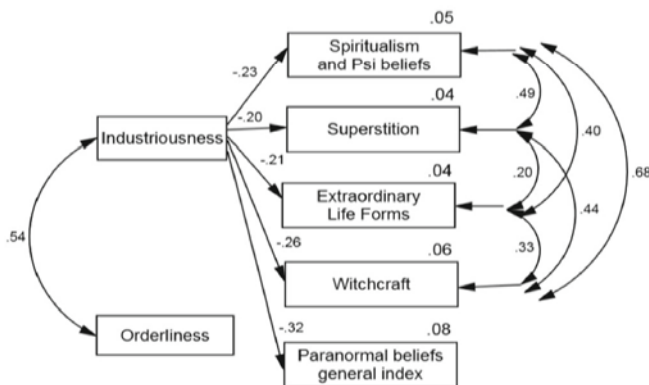 .05
Spiritualism
and Psi beliefs
-.23
.04
.49
-.20
Superstition
Industriousness
.40
-.21
.04
.20
.68
Extraordinary
Life Forms
.44
.54
-.26
.06
.33
Witchcraft
Orderliness
-.32
.08
Paranormal beliefs
general index